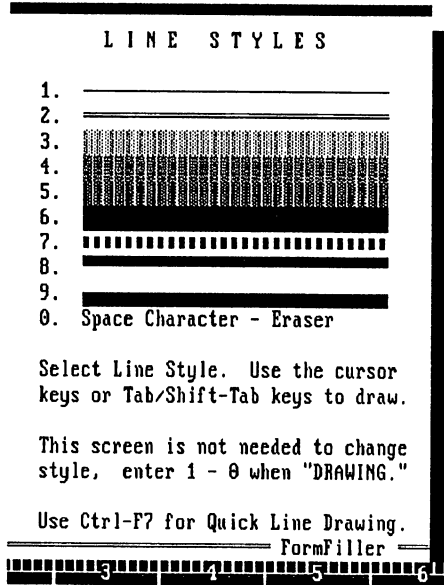 LINE STYLES
1.
2.
3.
4.
5.
6.
7.
8.
9.
0. Space Character - Eraser
Select Line Style. Use the cursor
keys or Tab/Shift-Tab keys to draw.
This screen is not needed to change
style, enter 1 - 0 when "DRAWING."
Use Ctrl-F7 for Quick Line Drawing.
FormFiller
3 4 5 6